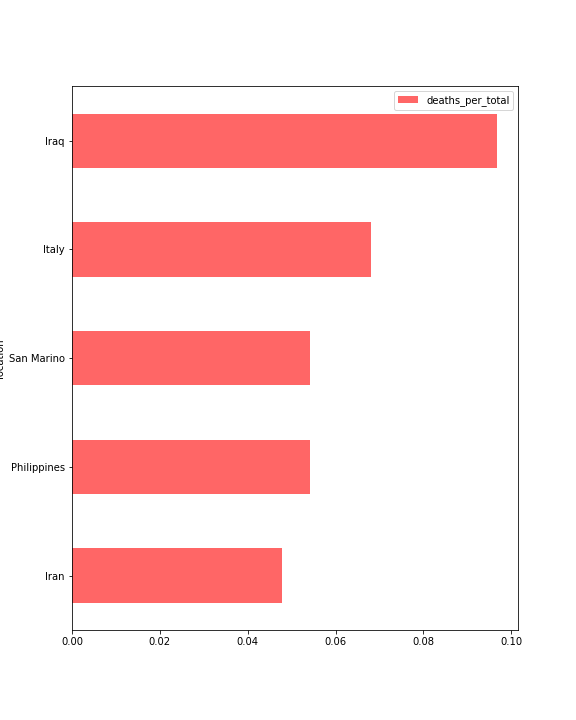 deaths_per_total
Iraq
Italy
San Marino
Philippines
Iran
0.00 0.02 0.04 0.06 0.08 0.10